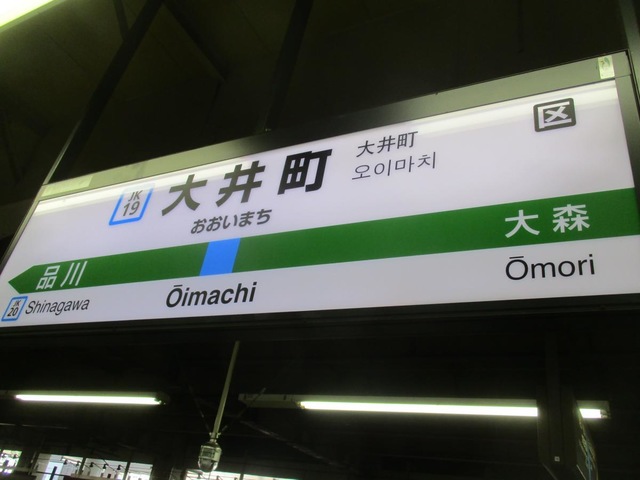 区
JK
19
大井町
大井町
오이마치
おおいまち
品川
大森
JK
20
Shinagawa
Ōimachi
Ōmori